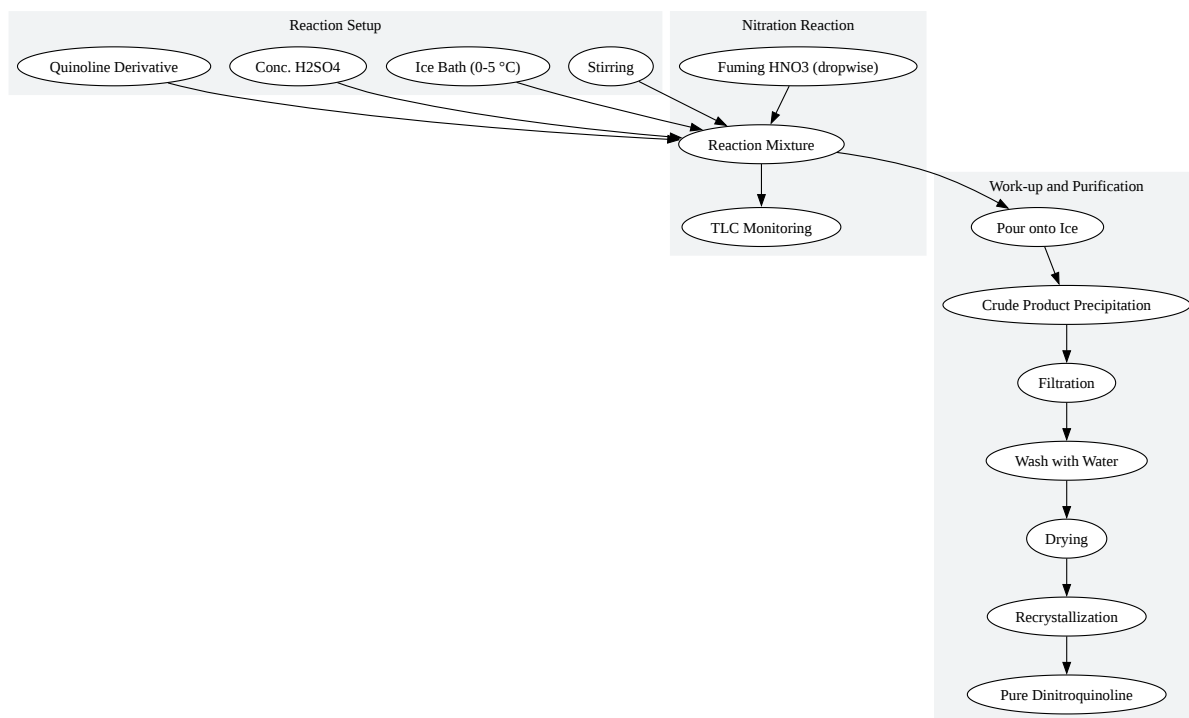 Reaction Setup
Nitration Reaction
Quinoline Derivative
Conc. H2SO4
Ice Bath (0-5 °C)
Stirring
Fuming HNO3 (dropwise)
Reaction Mixture
TLC Monitoring
Work-up and Purification
Pour onto Ice
Crude Product Precipitation
Filtration
Wash with Water
Drying
Recrystallization
Pure Dinitroquinoline